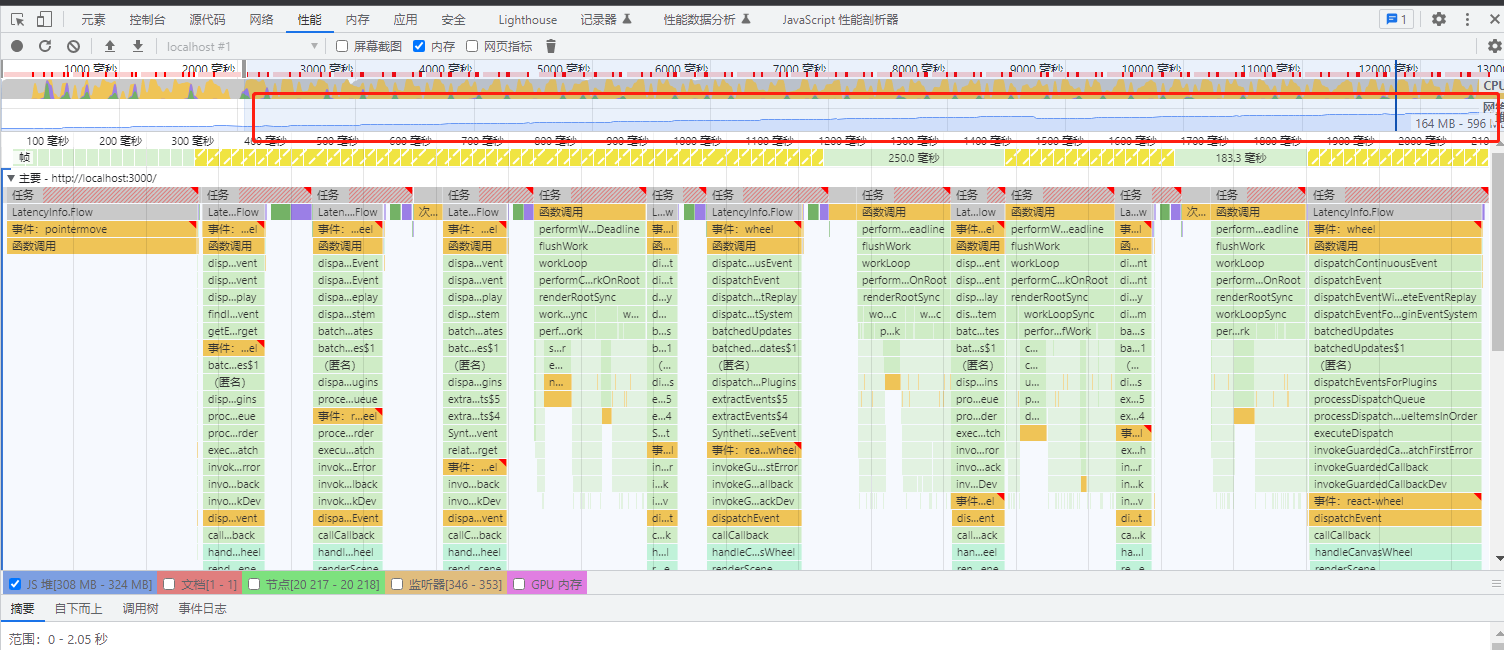 元素 控制台 源代码 网络 性能 内存 应用 安全 Lighthouse 记录器 性能数据分析 JavaScript 性能剖析器 1
localhost #1 屏幕截图 内存 网页指标
1000 毫秒 2000 毫秒 3000 毫秒 4000 毫秒 5000 毫秒 6000 毫秒 7000 毫秒 8000 毫秒 9000 毫秒 10000 毫秒 11000 毫秒 12000 毫秒 13000
CPU
网络
164 MB - 596
100 毫秒 200 毫秒 300 毫秒 400 毫秒 500 毫秒 600 毫秒 700 毫秒 800 毫秒 900 毫秒 1000 毫秒 1100 毫秒 1200 毫秒 1300 毫秒 1400 毫秒 1500 毫秒 1600 毫秒 1700 毫秒 1800 毫秒 1900 毫秒 2000 毫秒 210
帧 250.0 毫秒 183.3 毫秒
主要 - http://localhost:3000/
任务 任务 任务 任务 任务 任务 任务 任务 任务 任务 任务 任务 任务
LatencyInfo.Flow Late...Flow Laten....Flow 次... Late...Flow 函数调用 L...w LatencyInfo.Flow 函数调用 Lat...low 函数调用 La...w 次... 函数调用 LatencyInfo.Flow
事件：pointermove 事件：...el 事件：...eel 事件：...el performW...Deadline 事...l 事件：wheel perform...eadline 事件...el performW...eadline 事...l perform...eadline 事件：wheel
函数调用 函数调用 函数调用 函数调用 flushWork 函... 函数调用 flushWork 函数调用 flushWork 函... flushWork 函数调用
disp...vent dispa...Event dispa...vent workLoop di...t dispatc...usEvent workLoop disp...ent workLoop di...nt workLoop dispatchContinuousEvent
disp...vent dispa...Event dispa...vent performC...rkOnRoot di...t dispatchEvent perform...OnRoot disp...ent performC...kOnRoot di...nt perform...OnRoot dispatchEvent
disp...play dispa...eplay dispa...play renderRootSync d...y dispatch...tReplay renderRootSync disp...lay renderRootSync di...y renderRootSync dispatchEventWi...eteEventReplay
findI...vent dispa...stem disp...stem work...ync w... d...m dispatc...tSystem wo...c w...c dis...tem workLoopSync di...m workLoopSync dispatchEventFo...ginEventSystem
getE...rget batch...ates batch...ates perf...ork b...s batchedUpdates p...k batc...tes perfor...fWork ba...s per...rk batchedUpdates
事件：...el batch...es$1 batc...es$1 s...r b...1 batched...dates$1 bat...s$1 c... ba...1 batchedUpdates$1
batc...es$1 （匿名） （匿名） e... (... （匿名） （匿名） c... (... （匿名）
（匿名） dispa...ugins dispa...gins n... d...s dispatch...Plugins disp...ins u... di...s dispatchEventsForPlugins
disp...gins proce...ueue extra...ts$5 e...5 extractEvents$5 pro...eue p... ex...5 processDispatchQueue
proc...eue 事件：r...eel extra...ts$4 e...4 extractEvents$4 pro...der d... ex...4 processDispatch...ueItemsInOrder
proc...rder proce...rder Synt...vent S...t Syntheti...seEvent exec...tch 事...l executeDispatch
exec...atch execu...atch relat...rget 事...l 事件：rea...wheel invo...ror ex...h invokeGuardedCa...atchFirstError
invok...rror invok...Error 事件：...el in...r invokeGu...stError invo...ack in...r invokeGuardedCallback
invo...back invok...lback invo...back in...k invokeG...allback inv...Dev in...k invokeGuardedCallbackDev
invo...kDev invok...kDev invo...kDev in...v invokeG...ackDev 事件...el in...v 事件：react-wheel
disp...vent dispa...Event dispa...vent di...t dispatchEvent dis...ent di...t dispatchEvent
call...back callCallback callC...back c...k callCallback call...ack ca...k callCallback
hand...heel hand...heel hand...heel h...l handleC...sWheel han...eel ha...l handleCanvasWheel
rend...cene renderScene rend...cene r...e renderScene ren...ene re...e renderScene
JS 堆[308 MB - 324 MB] 文档[1 - 1] 节点[20 217 - 20 218] 监听器[346 - 353] GPU 内存
摘要 自下而上 调用树 事件日志
范围：0 - 2.05 秒